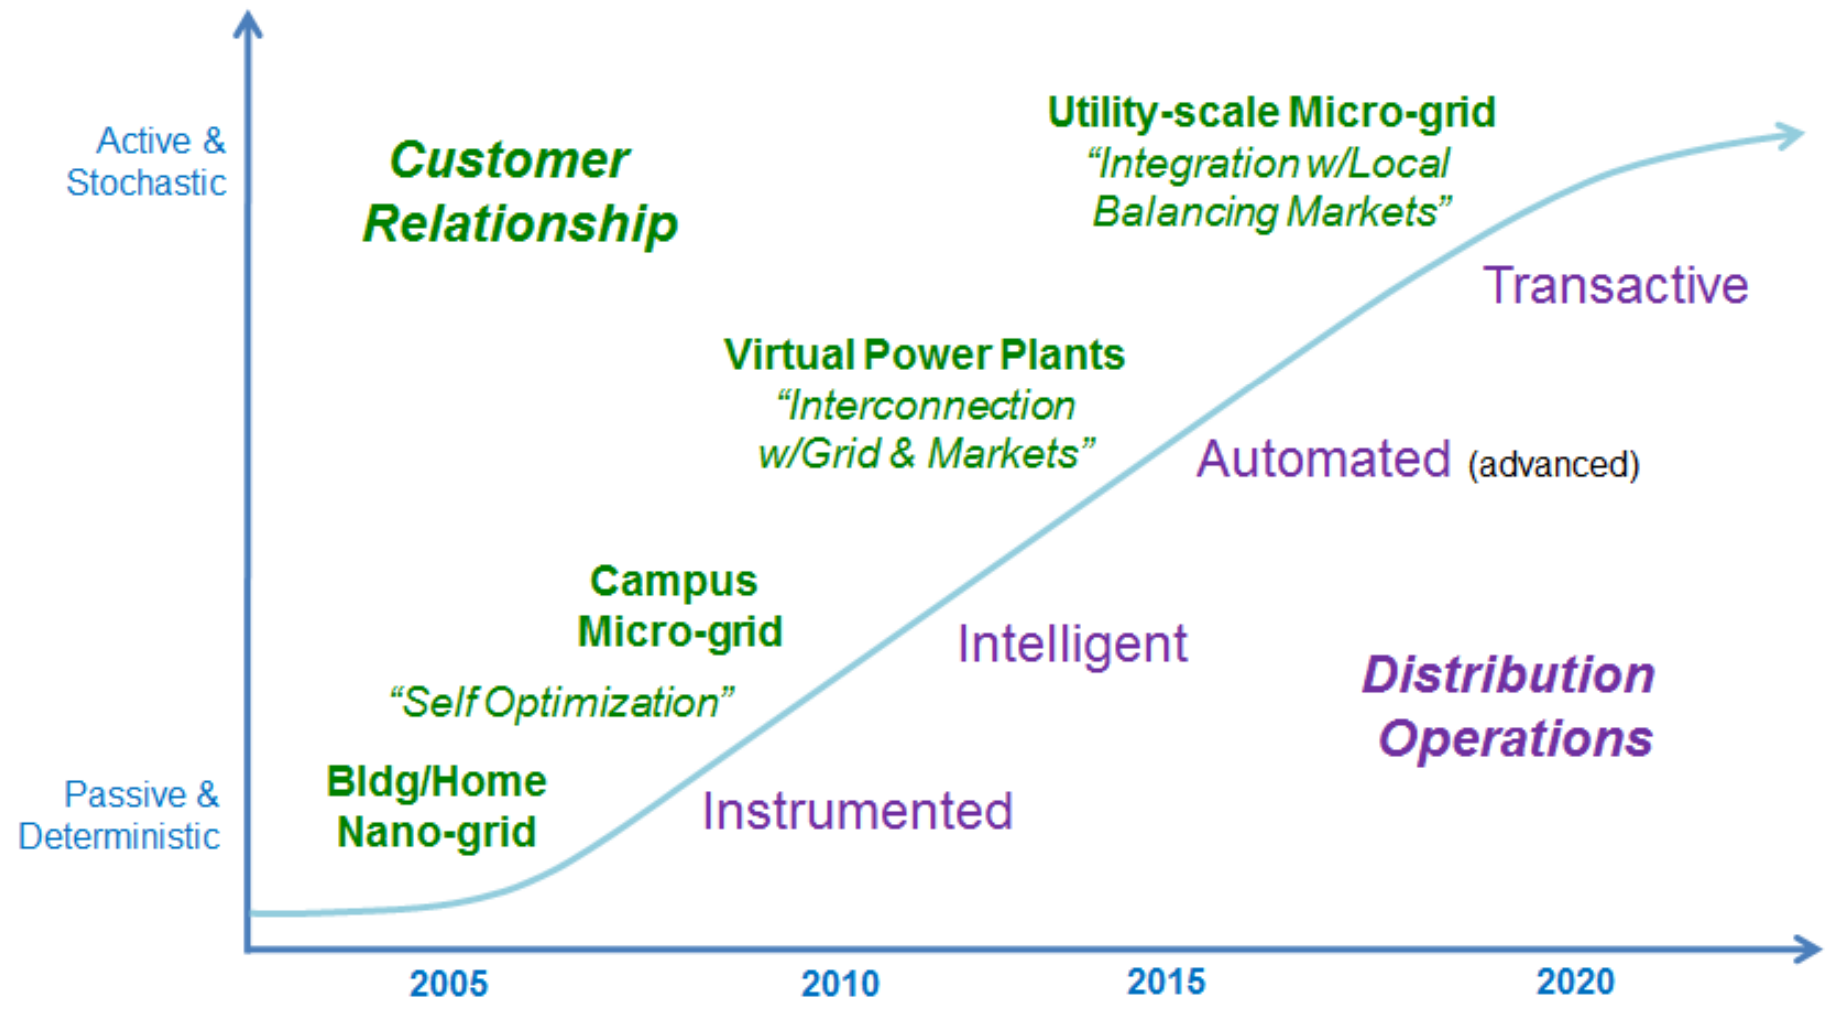 Active &
Stochastic
Customer
Relationship
Utility-scale Micro-grid
“Integration w/Local
Balancing Markets”
Transactive
Virtual Power Plants
“Interconnection
w/Grid & Markets”
Automated (advanced)
Campus
Micro-grid
Intelligent
“Self Optimization”
Distribution
Operations
Passive &
Deterministic
Bldg/Home
Nano-grid
Instrumented
2005 2010 2015 2020